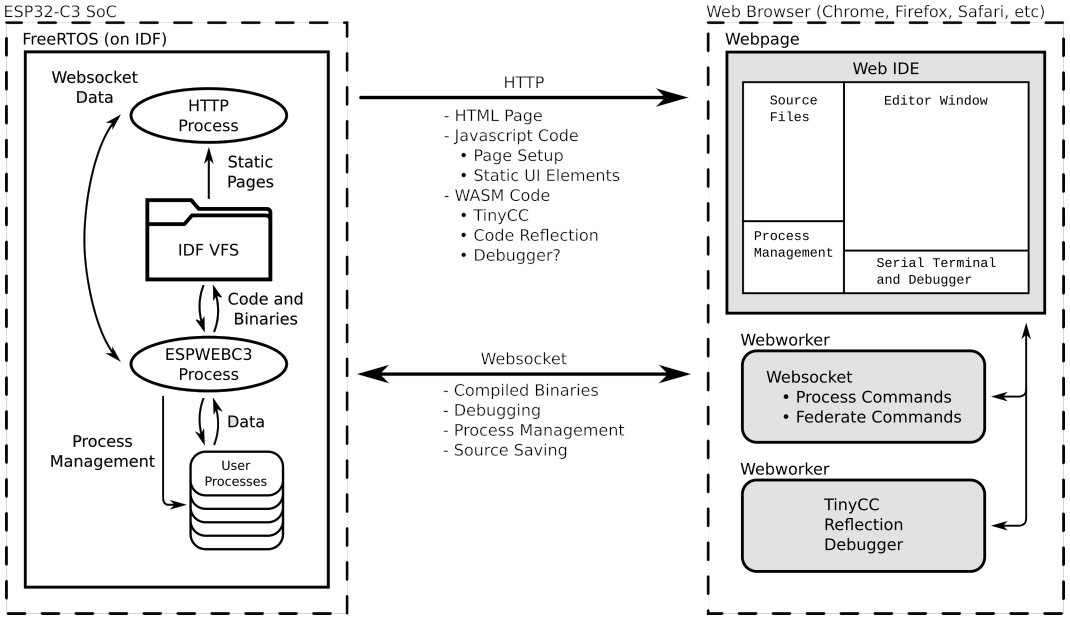 ESP32-C3 SoC
FreeRTOS (on IDF)
Websocket
Data
HTTP
Process
Static
Pages
IDF VFS
Code and
Binaries
ESPWEBC3
Process
Data
Process
Management
User
Processes
HTTP
- HTML Page
- Javascript Code
• Page Setup
• Static UI Elements
- WASM Code
• TinyCC
• Code Reflection
• Debugger?
Websocket
- Compiled Binaries
- Debugging
- Process Management
- Source Saving
Web Browser (Chrome, Firefox, Safari, etc)
Webpage
Web IDE
Source
Files
Editor Window
Process
Management
Serial Terminal
and Debugger
Webworker
Websocket
• Process Commands
• Federate Commands
Webworker
TinyCC
Reflection
Debugger